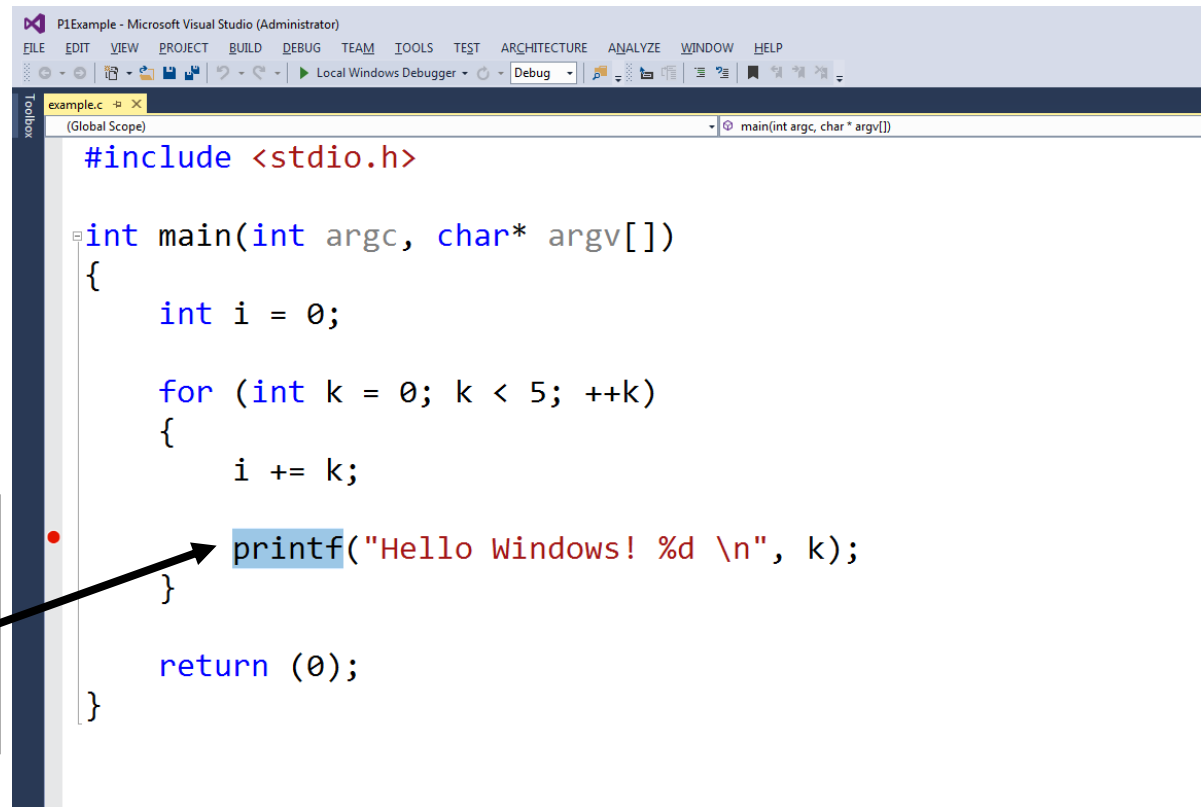 P1Example - Microsoft Visual Studio (Administrator)
FILE EDIT VIEW PROJECT BUILD DEBUG TEAM TOOLS TEST ARCHITECTURE ANALYZE WINDOW HELP
Local Windows Debugger Debug
Toolbox
example.c
(Global Scope) main(int argc, char * argv[])
#include <stdio.h>
int main(int argc, char* argv[])
{
int i = 0;
for (int k = 0; k < 5; ++k)
{
i += k;
printf("Hello Windows! %d \n", k);
}
return (0);
}